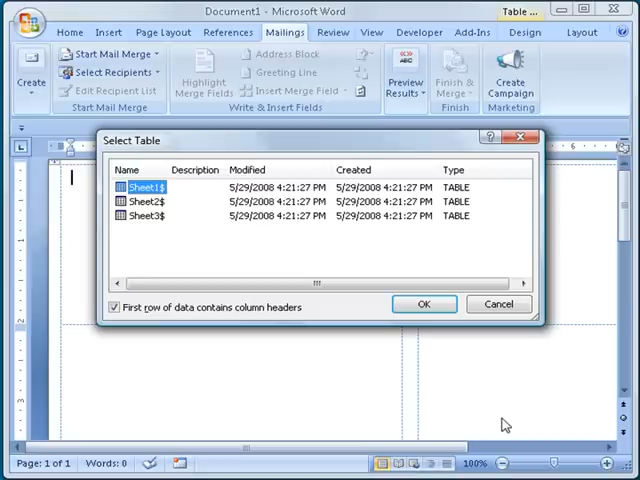 Document1 - Microsoft Word
Table ...
Home Insert Page Layout References Mailings Review View Developer Add-Ins Design Layout
Create
Start Mail Merge
Select Recipients
Edit Recipient List
Start Mail Merge
Highlight
Merge Fields
Address Block
Greeting Line
Insert Merge Field
Write & Insert Fields
ABC
Preview
Results
Finish &
Merge
Finish
Create
Campaign
Marketing
L
6
Select Table
?
Name Description Modified Created Type
Sheet1$ 5/29/2008 4:21:27 PM 5/29/2008 4:21:27 PM TABLE
Sheet2$ 5/29/2008 4:21:27 PM 5/29/2008 4:21:27 PM TABLE
Sheet3$ 5/29/2008 4:21:27 PM 5/29/2008 4:21:27 PM TABLE
First row of data contains column headers
OK
Cancel
1
2
3
Page: 1 of 1 Words: 0 100%